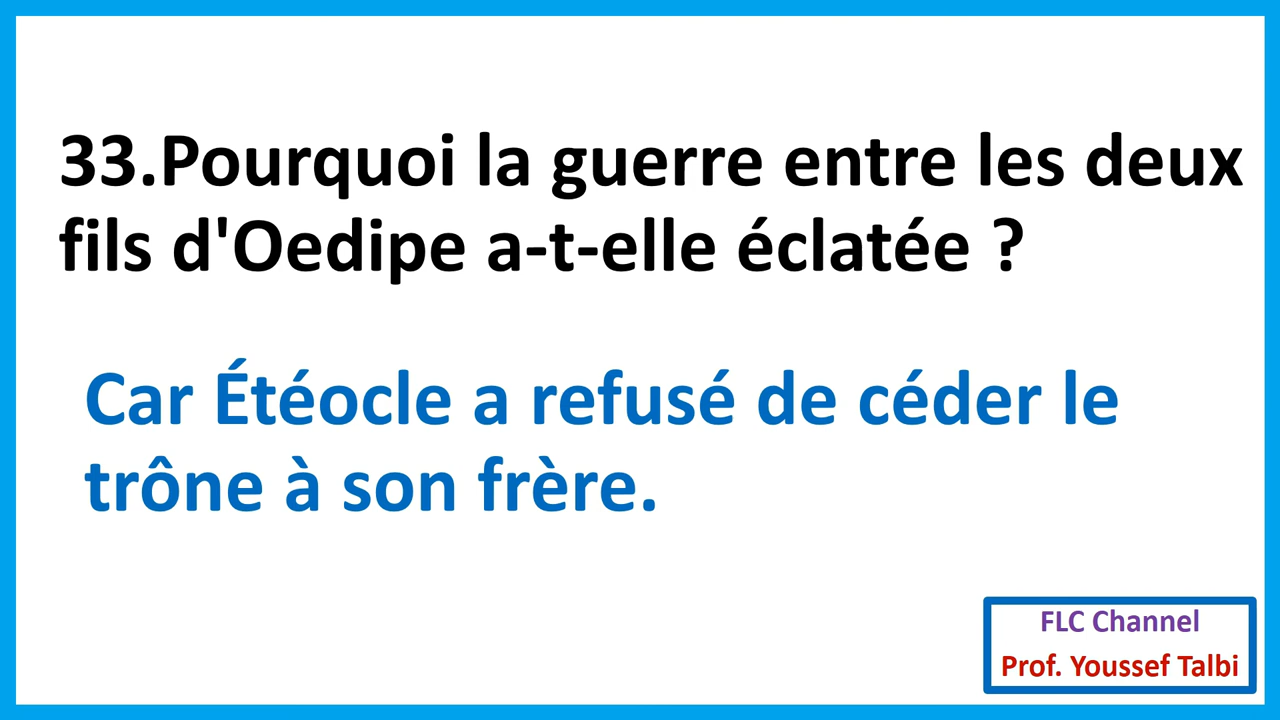 33.Pourquoi la guerre entre les deux
fils d'Oedipe a-t-elle éclatée ?
Car Étéocle a refusé de céder le
trône à son frère.
FLC Channel
Prof. Youssef Talbi